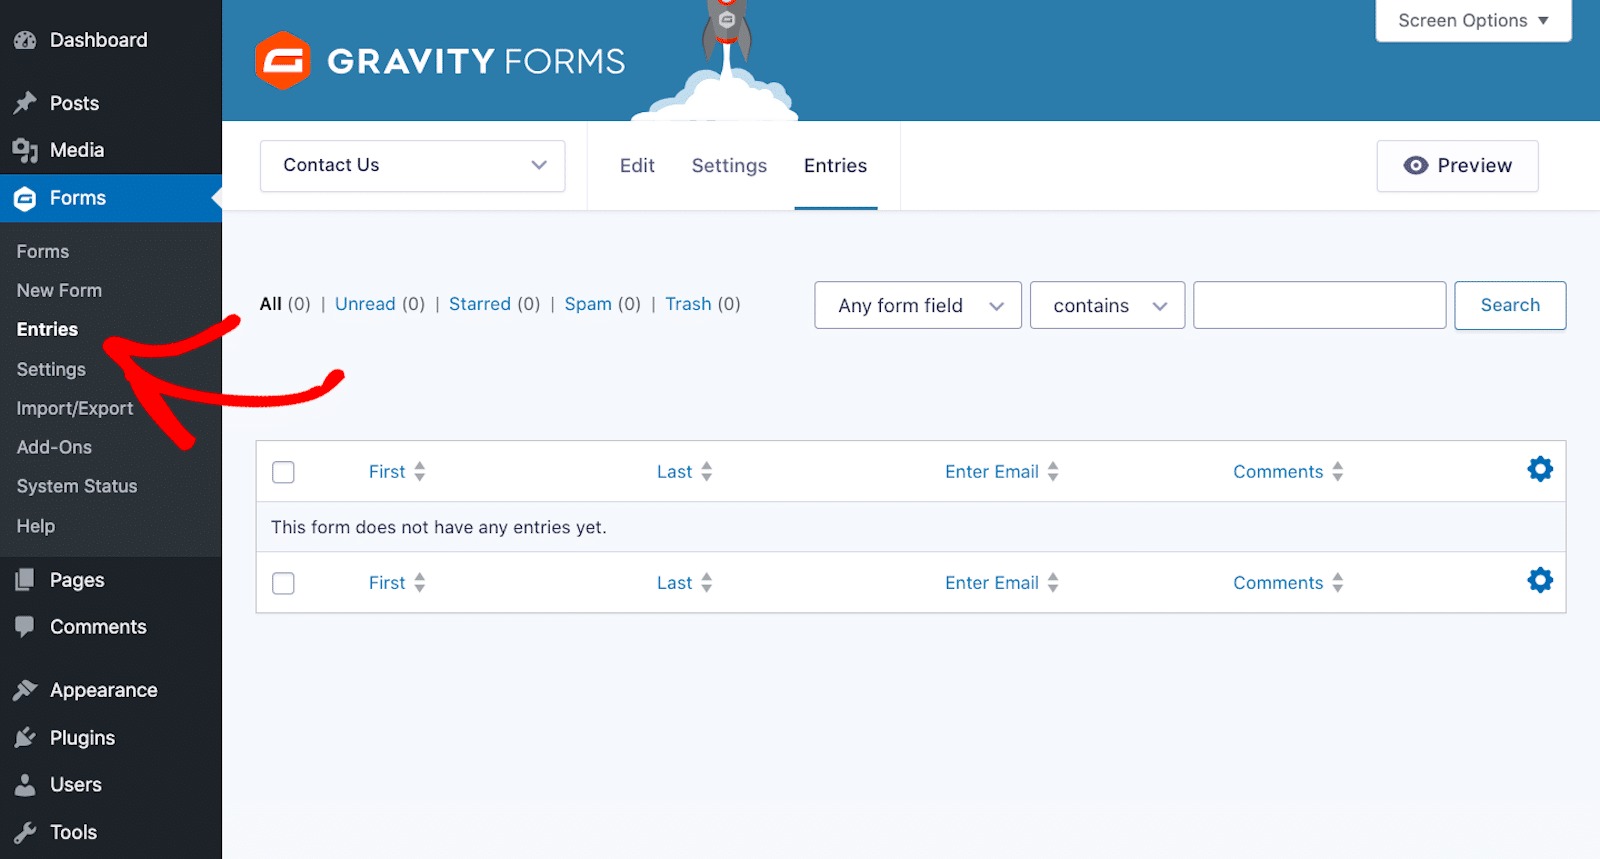 Dashboard
Posts
Media
Forms
Forms
New Form
Entries
Settings
Import/Export
Add-Ons
System Status
Help
Pages
Comments
Appearance
Plugins
Users
Tools
GRAVITY FORMS
Screen Options
Contact Us
Edit Settings Entries
Preview
All (0) | Unread (0) | Starred (0) | Spam (0) | Trash (0)
Any form field contains Search
First Last Enter Email Comments
This form does not have any entries yet.
First Last Enter Email Comments